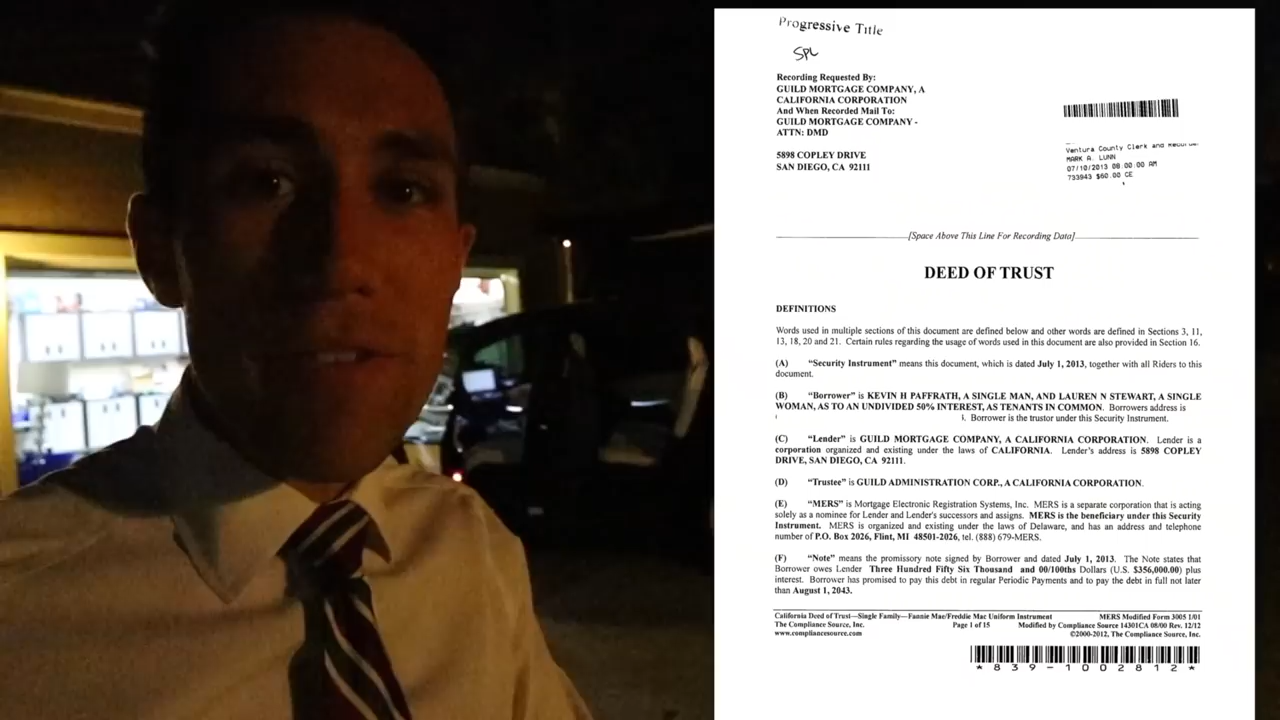 Progressive Title
SPL
Recording Requested By:
GUILD MORTGAGE COMPANY, A
CALIFORNIA CORPORATION
And When Recorded Mail To:
GUILD MORTGAGE COMPANY -
ATTN: DMD
5898 COPLEY DRIVE
SAN DIEGO, CA 92111
Ventura County Clerk and Recorder
MARK A. LUNN
07/10/2013 08:00:00 AM
733943 $60.00 CE
[Space Above This Line For Recording Data]
DEED OF TRUST
DEFINITIONS
Words used in multiple sections of this document are defined below and other words are defined in Sections 3, 11,
13, 18, 20 and 21. Certain rules regarding the usage of words used in this document are also provided in Section 16.
(A) “Security Instrument” means this document, which is dated July 1, 2013, together with all Riders to this
document.
(B) “Borrower” is KEVIN H PAFFRATH, A SINGLE MAN, AND LAUREN N STEWART, A SINGLE
WOMAN, AS TO AN UNDIVIDED 50% INTEREST, AS TENANTS IN COMMON. Borrowers address is
. Borrower is the trustor under this Security Instrument.
(C) “Lender” is GUILD MORTGAGE COMPANY, A CALIFORNIA CORPORATION. Lender is a
corporation organized and existing under the laws of CALIFORNIA. Lender's address is 5898 COPLEY
DRIVE, SAN DIEGO, CA 92111.
(D) “Trustee” is GUILD ADMINISTRATION CORP., A CALIFORNIA CORPORATION.
(E) “MERS” is Mortgage Electronic Registration Systems, Inc. MERS is a separate corporation that is acting
solely as a nominee for Lender and Lender's successors and assigns. MERS is the beneficiary under this Security
Instrument. MERS is organized and existing under the laws of Delaware, and has an address and telephone
number of P.O. Box 2026, Flint, MI 48501-2026, tel. (888) 679-MERS.
(F) “Note” means the promissory note signed by Borrower and dated July 1, 2013. The Note states that
Borrower owes Lender Three Hundred Fifty Six Thousand and 00/100ths Dollars (U.S. $356,000.00) plus
interest. Borrower has promised to pay this debt in regular Periodic Payments and to pay the debt in full not later
than August 1, 2043.
California Deed of Trust—Single Family—Fannie Mae/Freddie Mac Uniform Instrument MERS Modified Form 3005 1/01
The Compliance Source, Inc. Page 1 of 15 Modified by Compliance Source 14301CA 08/00 Rev. 12/12
www.compliancesource.com ©2000-2012, The Compliance Source, Inc.
*839-1002812*